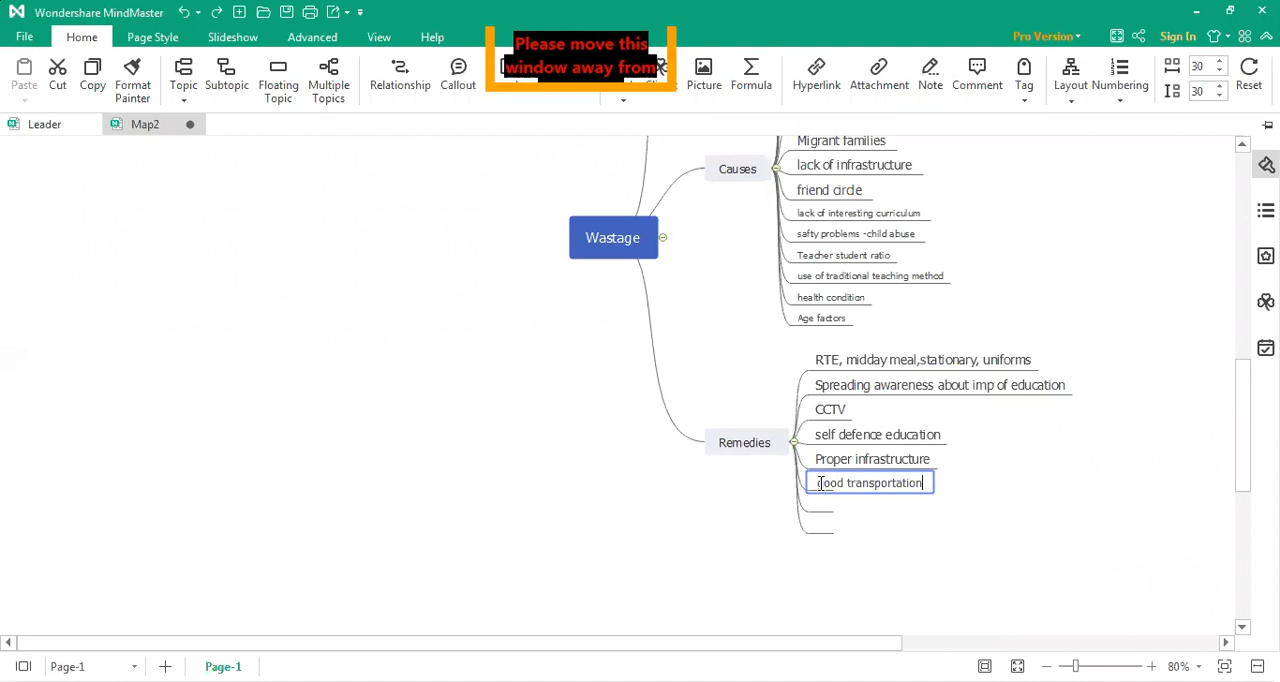 Wondershare MindMaster
File Home Page Style Slideshow Advanced View Help Pro Version Sign In
Please move this
window away from
Paste Cut Copy Format Painter Topic Subtopic Floating Topic Multiple Topics Relationship Callout Picture Formula Hyperlink Attachment Note Comment Tag Layout Numbering 30 30 Reset
Leader Map2
Migrant families
Causes
lack of infrastructure
friend circle
lack of interesting curriculum
Wastage
safty problems -child abuse
Teacher student ratio
use of traditional teaching method
health condition
Age factors
RTE, midday meal,stationary, uniforms
Spreading awareness about imp of education
CCTV
self defence education
Remedies
Proper infrastructure
good transportation
Page-1 Page-1 80%